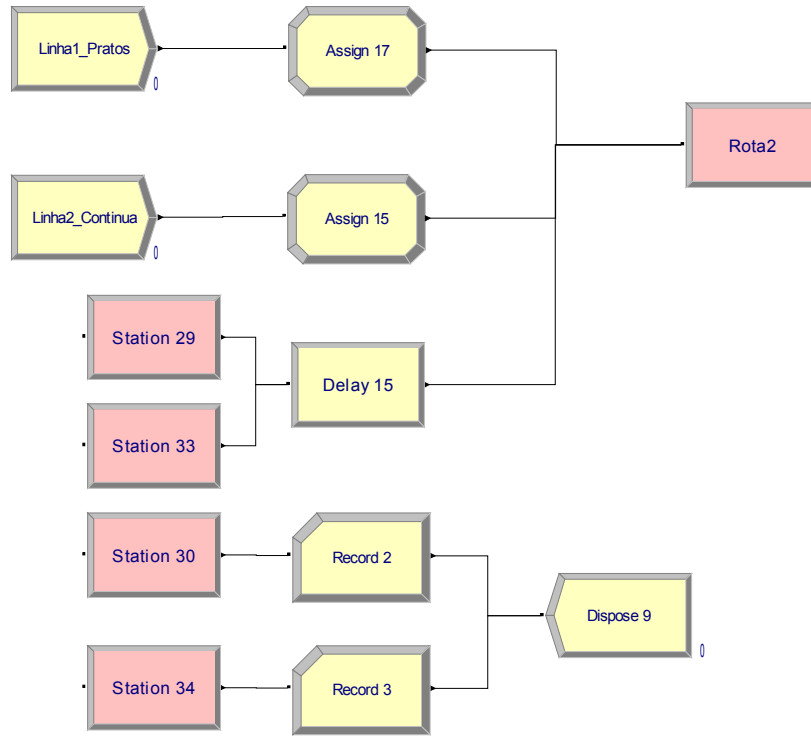 Linha1_Pratos
Assign 17
0
Rota2
Linha2_Continua
Assign 15
0
Station 29
Delay 15
Station 33
Station 30
Record 2
Dispose 9
0
Station 34
Record 3